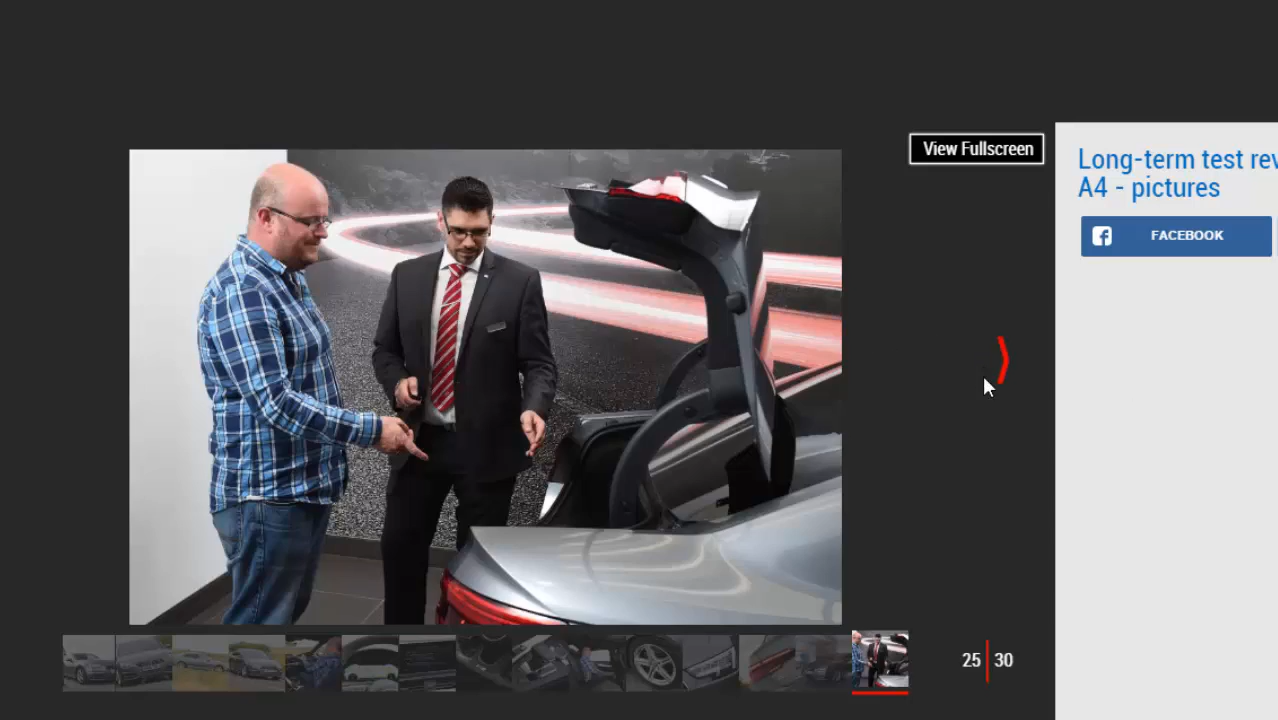 View Fullscreen
Long-term test rev
A4 - pictures
FACEBOOK
25 30